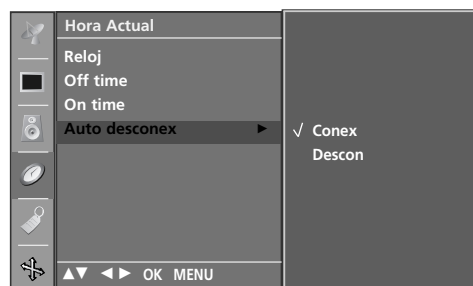 Hora Actual
Reloj
Off time
On time
Auto desconex ►
√ Conex
Descon
▲▼ ◄ ► OK MENU